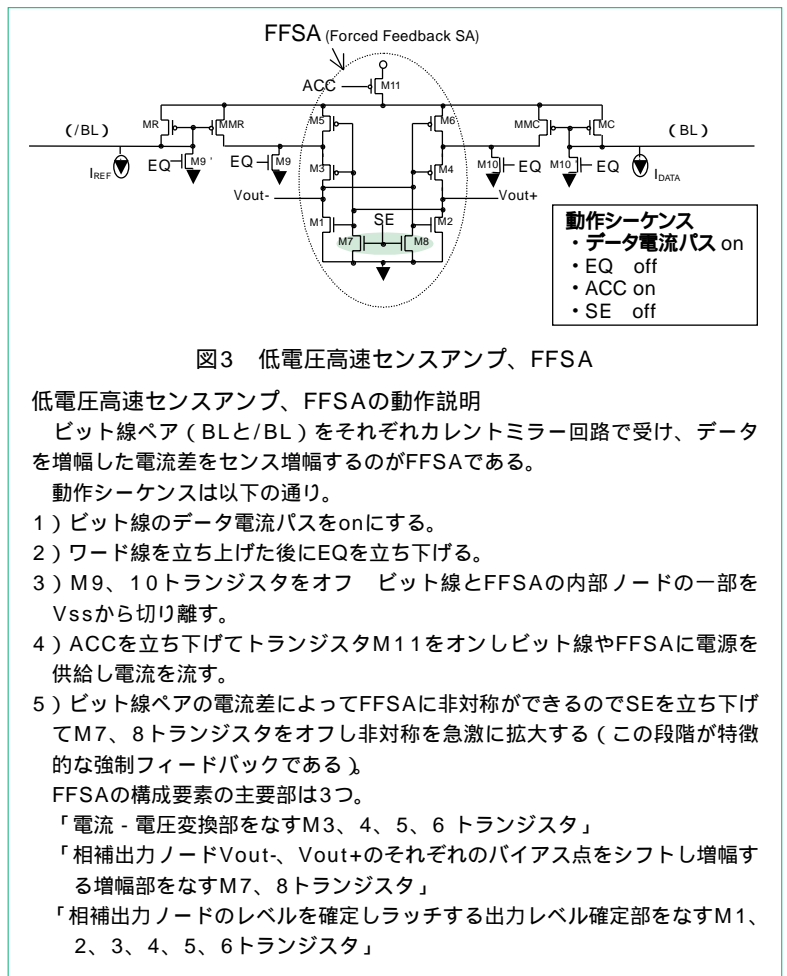 FFSA (Forced Feedback SA)
ACC
M11
MR
MMR
M5
M6
MMC
MC
(/BL)
(BL)
IREF
EQ
M9'
EQ
M9
M3
M4
M10
EQ
M10'
EQ
IDATA
Vout-
Vout+
M1
SE
M2
M7
M8
動作シーケンス
・データ電流パス on
・EQ off
・ACC on
・SE off
図3 低電圧高速センスアンプ、FFSA
低電圧高速センスアンプ、FFSAの動作説明
ビット線ペア(BLと/BL)をそれぞれカレントミラー回路で受け、データ
を増幅した電流差をセンス増幅するのがFFSAである。
動作シーケンスは以下の通り。
1)ビット線のデータ電流パスをonにする。
2)ワード線を立ち上げた後にEQを立ち下げる。
3)M9、10トランジスタをオフ ビット線とFFSAの内部ノードの一部を
Vssから切り離す。
4)ACCを立ち下げてトランジスタM11をオンしビット線やFFSAに電源を
供給し電流を流す。
5)ビット線ペアの電流差によってFFSAに非対称ができるのでSEを立ち下げ
てM7、8トランジスタをオフし非対称を急激に拡大する(この段階が特徴
的な強制フィードバックである)。
FFSAの構成要素の主要部は3つ。
「電流 - 電圧変換部をなすM3、4、5、6 トランジスタ」
「相補出力ノードVout-、Vout+のそれぞれのバイアス点をシフトし増幅す
る増幅部をなすM7、8トランジスタ」
「相補出力ノードのレベルを確定しラッチする出力レベル確定部をなすM1、
2、3、4、5、6トランジスタ」